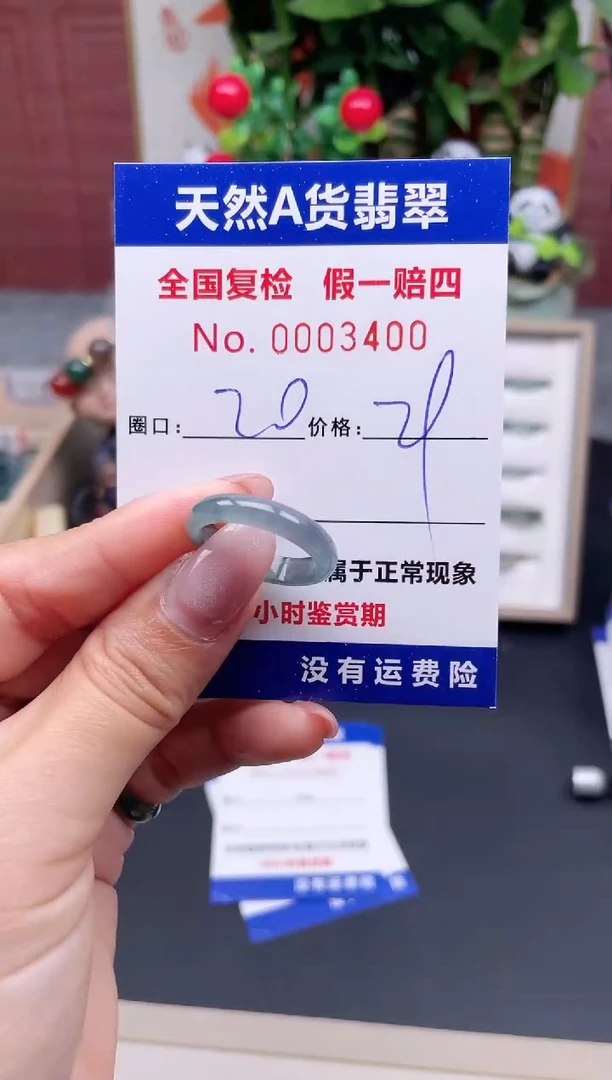 天然A货翡翠
全国复检 假一赔四
No. 0003400
圈口: 20 价格:
属于正常现象
小时鉴赏期
没有运费险